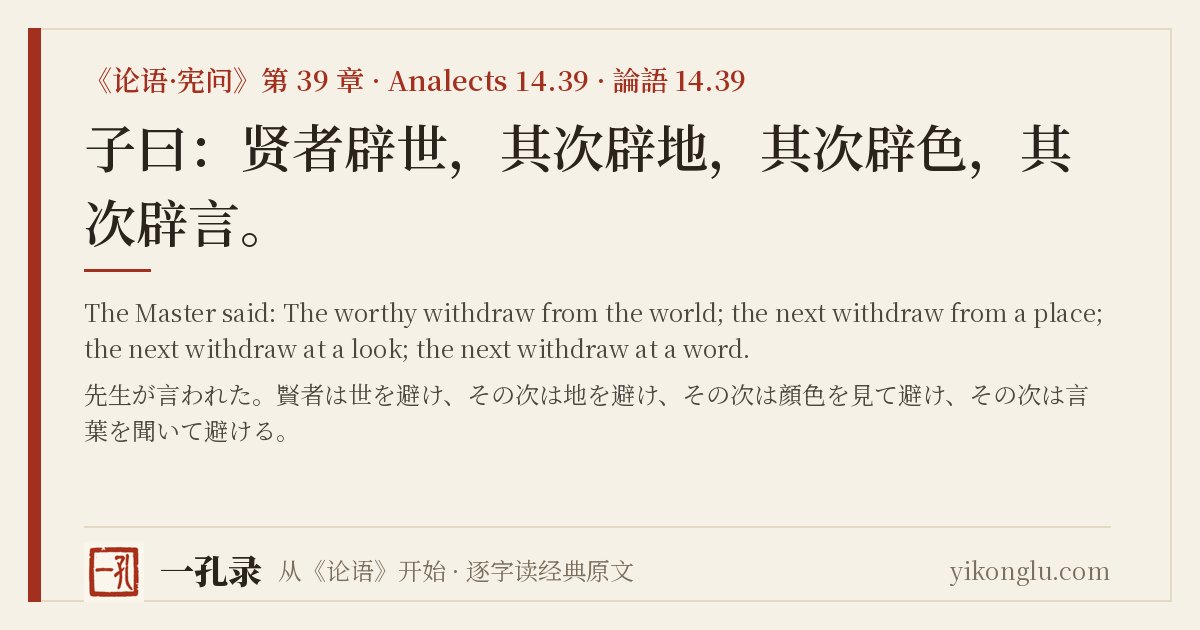 《论语·宪问》第 39 章 · Analects 14.39 · 論語 14.39
子曰：贤者辟世，其次辟地，其次辟色，其
次辟言。
The Master said: The worthy withdraw from the world; the next withdraw from a place;
the next withdraw at a look; the next withdraw at a word.
先生が言われた。賢者は世を避け、その次は地を避け、その次は顔色を見て避け、その次は言
葉を聞いて避ける。
一孔 一孔录 从《论语》开始 · 逐字读经典原文 yikonglu.com